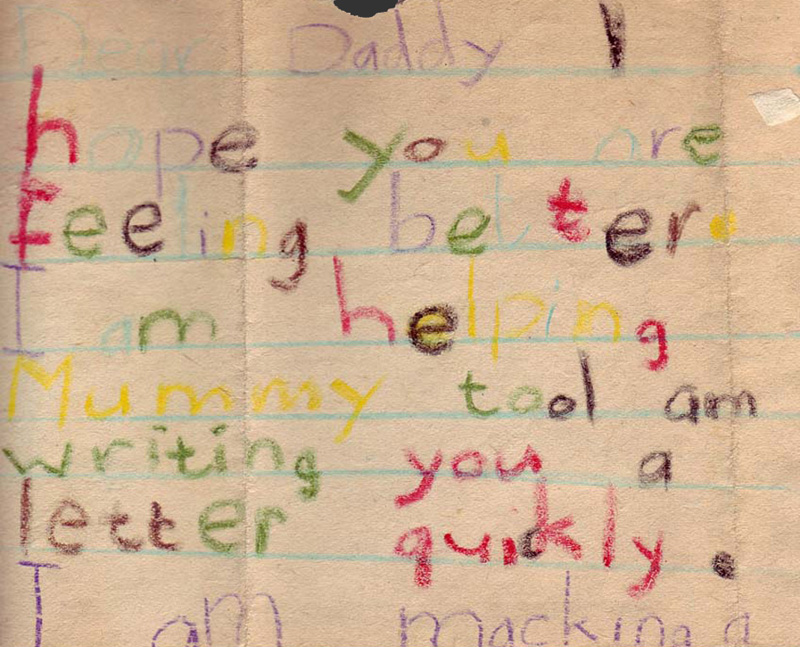 Dear Daddy I
hope you are
feeling better.
I am helping
Mummy too I am
writing you a
letter quickly.
I am macking a